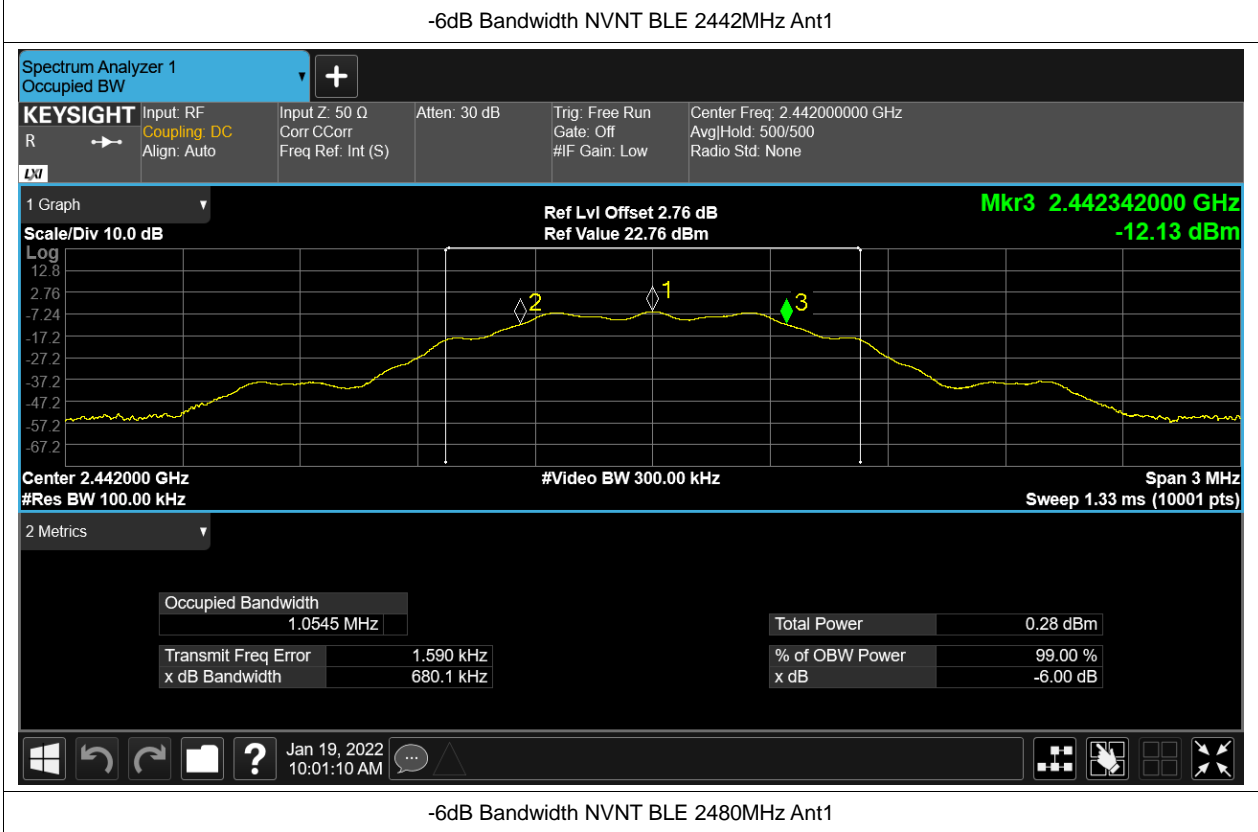 -6dB Bandwidth NVNT BLE 2442MHz Ant1
Spectrum Analyzer 1
Occupied BW
KEYSIGHT
R
LXI
Input: RF
Coupling: DC
Align: Auto
Input Z: 50 Ω
Corr CCorr
Freq Ref: Int (S)
Atten: 30 dB
Trig: Free Run
Gate: Off
#IF Gain: Low
Center Freq: 2.442000000 GHz
Avg|Hold: 500/500
Radio Std: None
1 Graph
Scale/Div 10.0 dB
Ref Lvl Offset 2.76 dB
Ref Value 22.76 dBm
Mkr3 2.442342000 GHz
-12.13 dBm
Log
12.8
2.76
-7.24
-17.2
-27.2
-37.2
-47.2
-57.2
-67.2
2
1
3
Center 2.442000 GHz
#Video BW 300.00 kHz
Span 3 MHz
#Res BW 100.00 kHz
Sweep 1.33 ms (10001 pts)
2 Metrics
Occupied Bandwidth
1.0545 MHz
Total Power 0.28 dBm
Transmit Freq Error 1.590 kHz
% of OBW Power 99.00 %
x dB Bandwidth 680.1 kHz
x dB -6.00 dB
?
Jan 19, 2022
10:01:10 AM
-6dB Bandwidth NVNT BLE 2480MHz Ant1